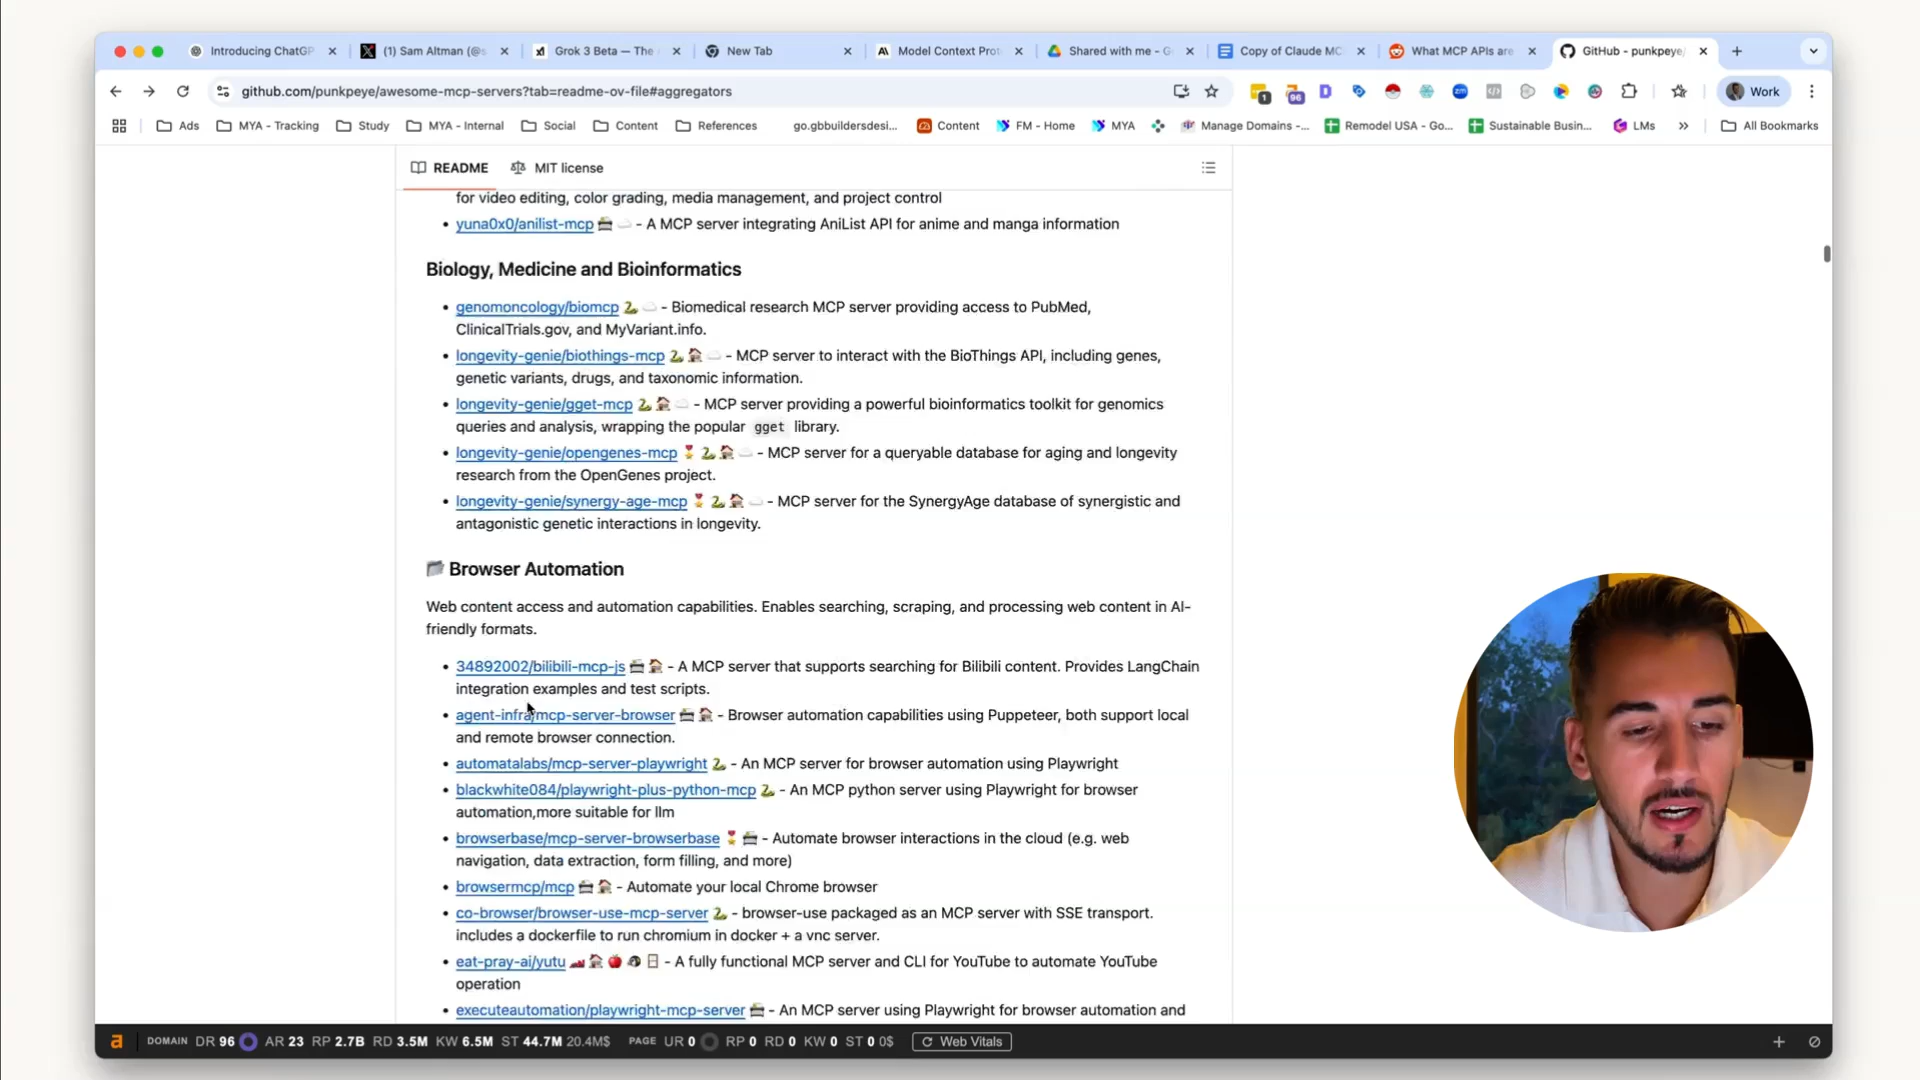 Introducing ChatGP
(1) Sam Altman (@s
Grok 3 Beta — The
New Tab
Model Context Prot
Shared with me - G
Copy of Claude MC
What MCP APIs are
GitHub - punkpeye/
github.com/punkpeye/awesome-mcp-servers?tab=readme-ov-file#aggregators
1
96
Work
Ads
MYA - Tracking
Study
MYA - Internal
Social
Content
References
go.gbbuildersdesi...
Content
FM - Home
MYA
Manage Domains -...
Remodel USA - Go...
Sustainable Busin...
LMs
All Bookmarks
README
MIT license
for video editing, color grading, media management, and project control
yuna0x0/anilist-mcp - A MCP server integrating AniList API for anime and manga information
Biology, Medicine and Bioinformatics
genomoncology/biomcp - Biomedical research MCP server providing access to PubMed,
ClinicalTrials.gov, and MyVariant.info.
longevity-genie/biothings-mcp - MCP server to interact with the BioThings API, including genes,
genetic variants, drugs, and taxonomic information.
longevity-genie/gget-mcp - MCP server providing a powerful bioinformatics toolkit for genomics
queries and analysis, wrapping the popular gget library.
longevity-genie/opengenes-mcp - MCP server for a queryable database for aging and longevity
research from the OpenGenes project.
longevity-genie/synergy-age-mcp - MCP server for the SynergyAge database of synergistic and
antagonistic genetic interactions in longevity.
Browser Automation
Web content access and automation capabilities. Enables searching, scraping, and processing web content in AI-
friendly formats.
34892002/bilibili-mcp-js - A MCP server that supports searching for Bilibili content. Provides LangChain
integration examples and test scripts.
agent-infra/mcp-server-browser - Browser automation capabilities using Puppeteer, both support local
and remote browser connection.
automatalabs/mcp-server-playwright - An MCP server for browser automation using Playwright
blackwhite084/playwright-plus-python-mcp - An MCP python server using Playwright for browser
automation,more suitable for llm
browserbase/mcp-server-browserbase - Automate browser interactions in the cloud (e.g. web
navigation, data extraction, form filling, and more)
browsermcp/mcp - Automate your local Chrome browser
co-browser/browser-use-mcp-server - browser-use packaged as an MCP server with SSE transport.
includes a dockerfile to run chromium in docker + a vnc server.
eat-pray-ai/yutu - A fully functional MCP server and CLI for YouTube to automate YouTube
operation
executeautomation/playwright-mcp-server - An MCP server using Playwright for browser automation and
a DOMAIN DR 96 AR 23 RP 2.7B RD 3.5M KW 6.5M ST 44.7M 20.4M$ PAGE UR 0 RP 0 RD 0 KW 0 ST 0 0$ Web Vitals